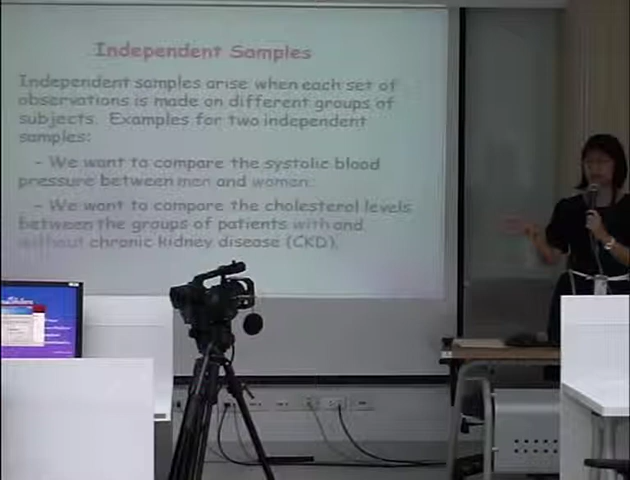 Independent Samples
Independent samples arise when each set of
observations is made on different groups of
subjects. Examples for two independent
samples:
- We want to compare the systolic blood
pressure between men and women.
- We want to compare the cholesterol levels
between the groups of patients with and
without chronic kidney disease (CKD).